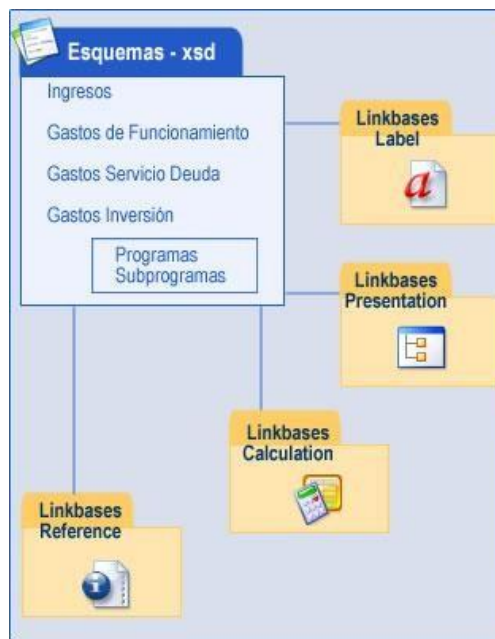 Esquemas - xsd
Ingresos
Gastos de Funcionamiento
Gastos Servicio Deuda
Gastos Inversión
Programas
Subprogramas
Linkbases
Label
a
Linkbases
Presentation
Linkbases
Calculation
Linkbases
Reference